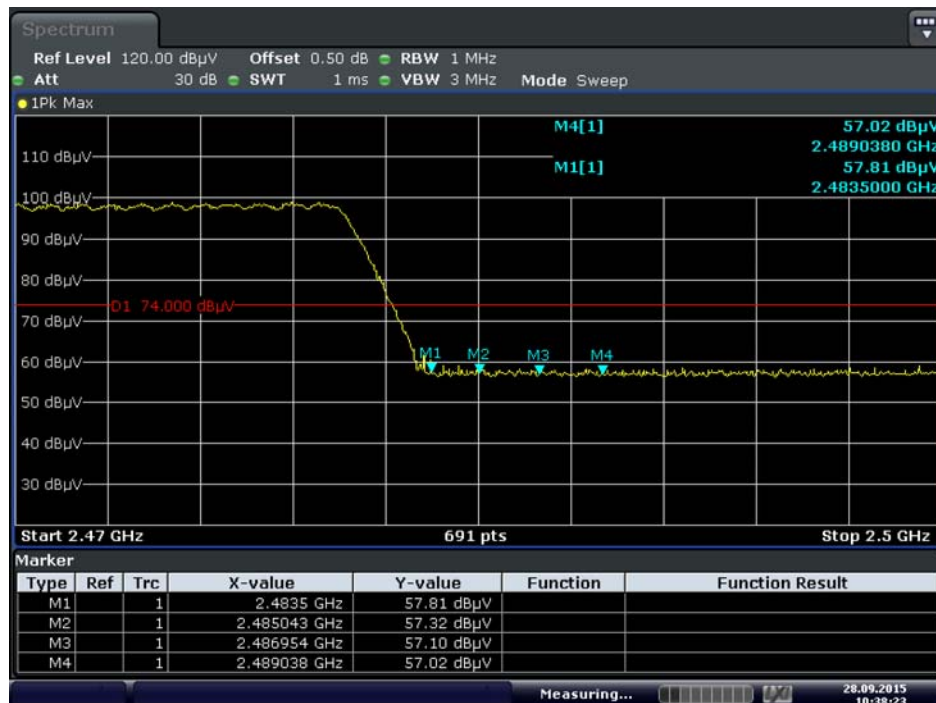 Spectrum
Ref Level 120.00 dBµV Offset 0.50 dB RBW 1 MHz
Att 30 dB SWT 1 ms VBW 3 MHz Mode Sweep
1Pk Max
M4[1] 57.02 dBµV
2.4890380 GHz
M1[1] 57.81 dBµV
2.4835000 GHz
110 dBµV
100 dBµV
90 dBµV
80 dBµV
D1 74.000 dBµV
70 dBµV
60 dBµV
M1 M2 M3 M4
50 dBµV
40 dBµV
30 dBµV
Start 2.47 GHz 691 pts Stop 2.5 GHz
Marker
Type Ref Trc X-value Y-value Function Function Result
M1 1 2.4835 GHz 57.81 dBµV
M2 1 2.485043 GHz 57.32 dBµV
M3 1 2.486954 GHz 57.10 dBµV
M4 1 2.489038 GHz 57.02 dBµV
Measuring... 28.09.2015
10:38:23